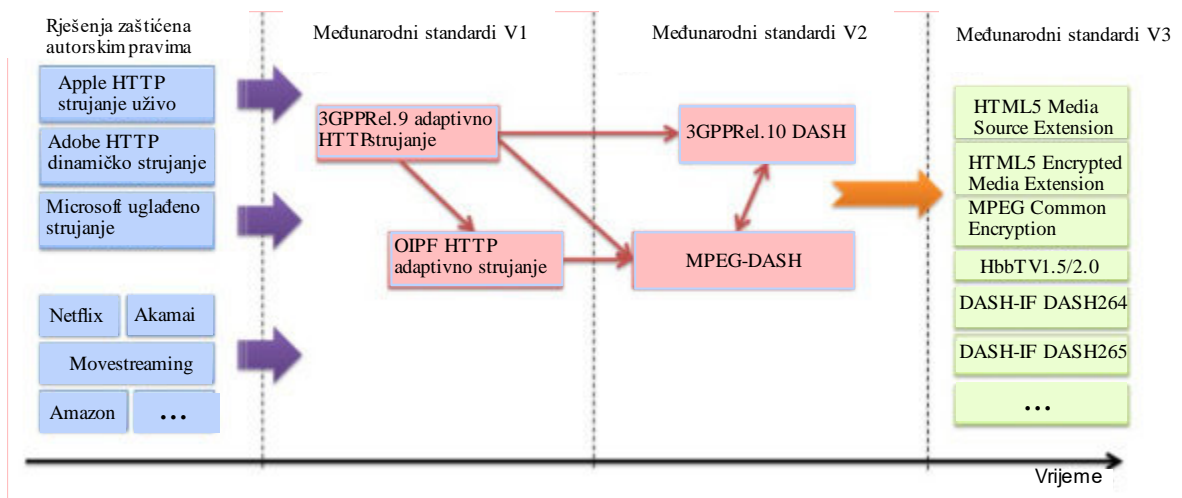 Rješenja zaštićena
autorskim pravima
Međunarodni standardi V1
Međunarodni standardi V2
Međunarodni standardi V3
Apple HTTP
strujanje uživo
Adobe HTTP
dinamičko strujanje
Microsoft uglađeno
strujanje
Netflix
Akamai
Movestreaming
Amazon
...
3GPPRel.9 adaptivno
HTTPstrujanje
OIPF HTTP
adaptivno strujanje
3GPPRel.10 DASH
MPEG-DASH
HTML5 Media
Source Extension
HTML5 Encrypted
Media Extension
MPEG Common
Encryption
HbbTV1.5/2.0
DASH-IF DASH264
DASH-IF DASH265
...
Vrijeme